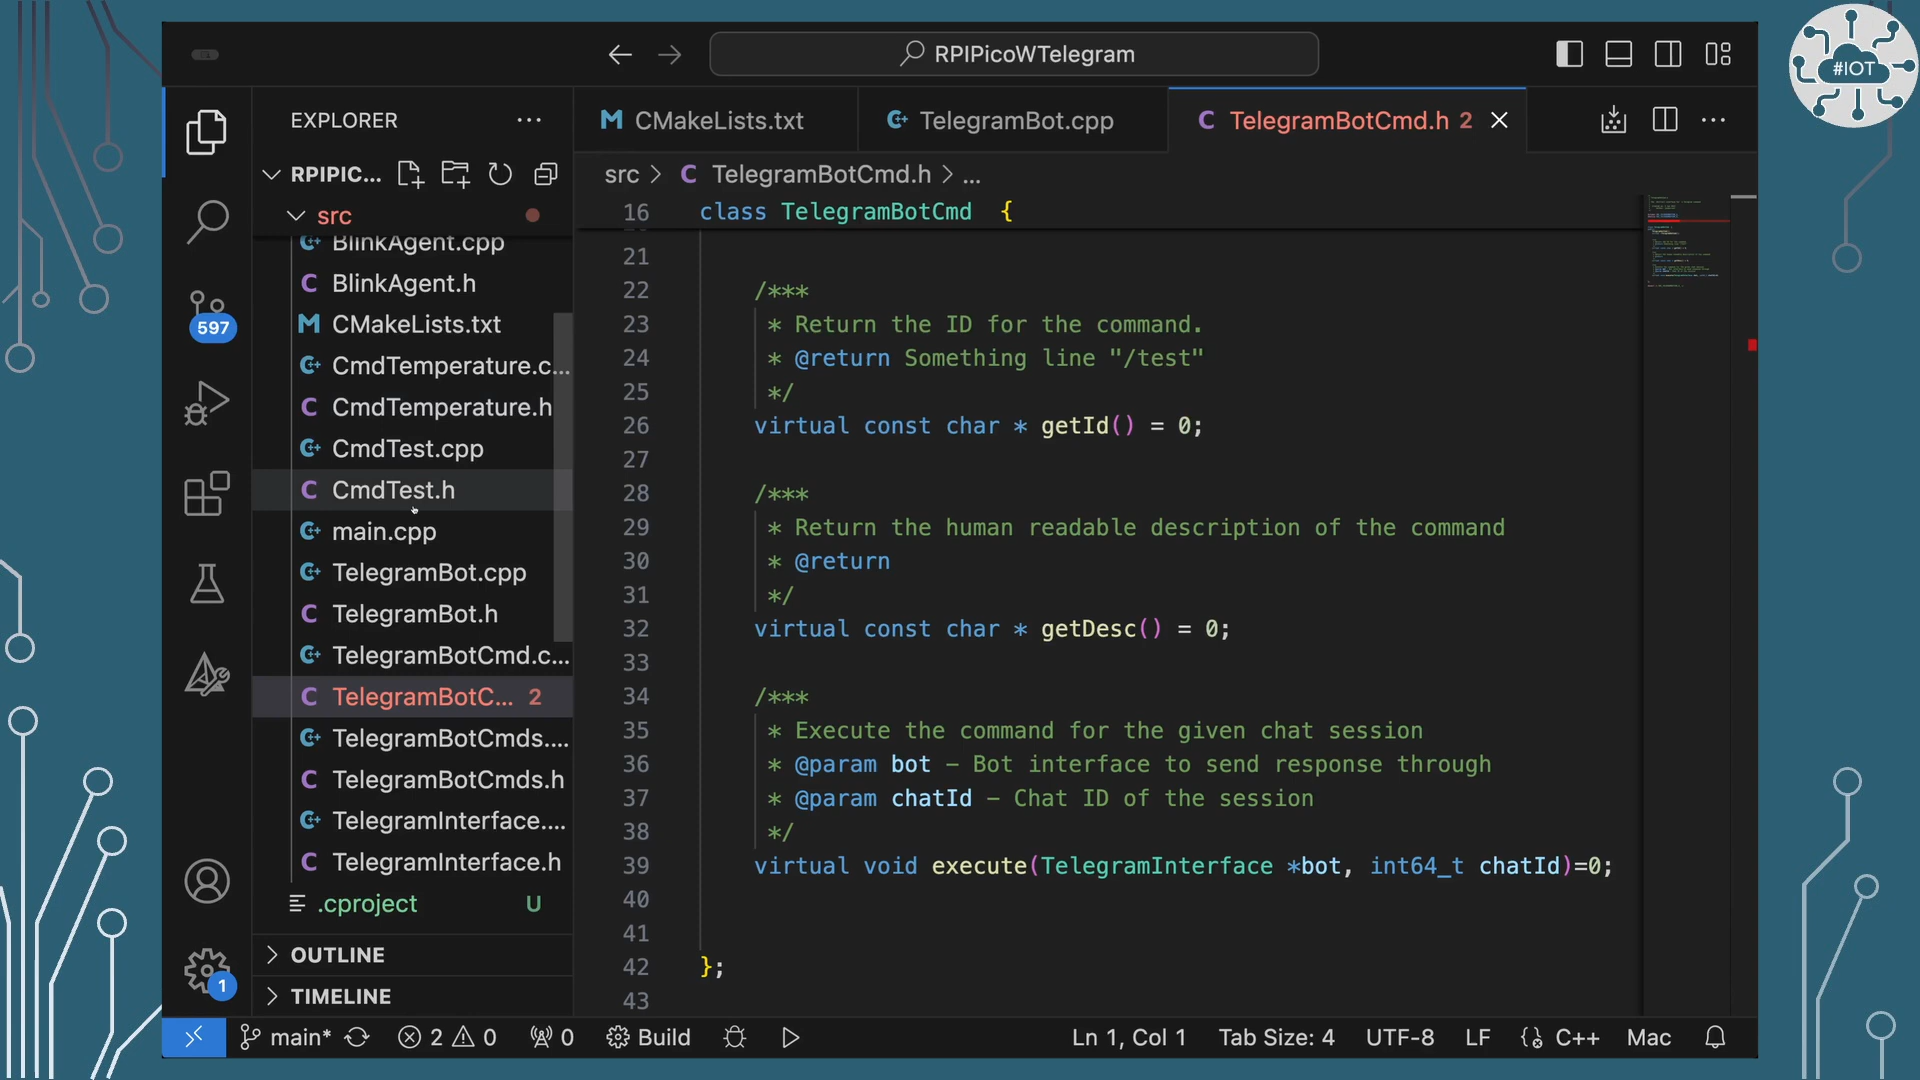 RPIPicoWTelegram
#IOT
EXPLORER
RPIPIC...
src
BlinkAgent.cpp
BlinkAgent.h
CMakeLists.txt
CmdTemperature.c...
CmdTemperature.h
CmdTest.cpp
CmdTest.h
main.cpp
TelegramBot.cpp
TelegramBot.h
TelegramBotCmd.c...
TelegramBotC... 2
TelegramBotCmds....
TelegramBotCmds.h
TelegramInterface....
TelegramInterface.h
.cproject U
OUTLINE
TIMELINE
597
1
CMakeLists.txt
TelegramBot.cpp
TelegramBotCmd.h 2
src > C TelegramBotCmd.h > ...
16 class TelegramBotCmd {
21
22 /***
23 * Return the ID for the command.
24 * @return Something line "/test"
25 */
26 virtual const char * getId() = 0;
27
28 /***
29 * Return the human readable description of the command
30 * @return
31 */
32 virtual const char * getDesc() = 0;
33
34 /***
35 * Execute the command for the given chat session
36 * @param bot - Bot interface to send response through
37 * @param chatId - Chat ID of the session
38 */
39 virtual void execute(TelegramInterface *bot, int64_t chatId)=0;
40
41
42 };
43
main* 2 0 0 Build Ln 1, Col 1 Tab Size: 4 UTF-8 LF C++ Mac